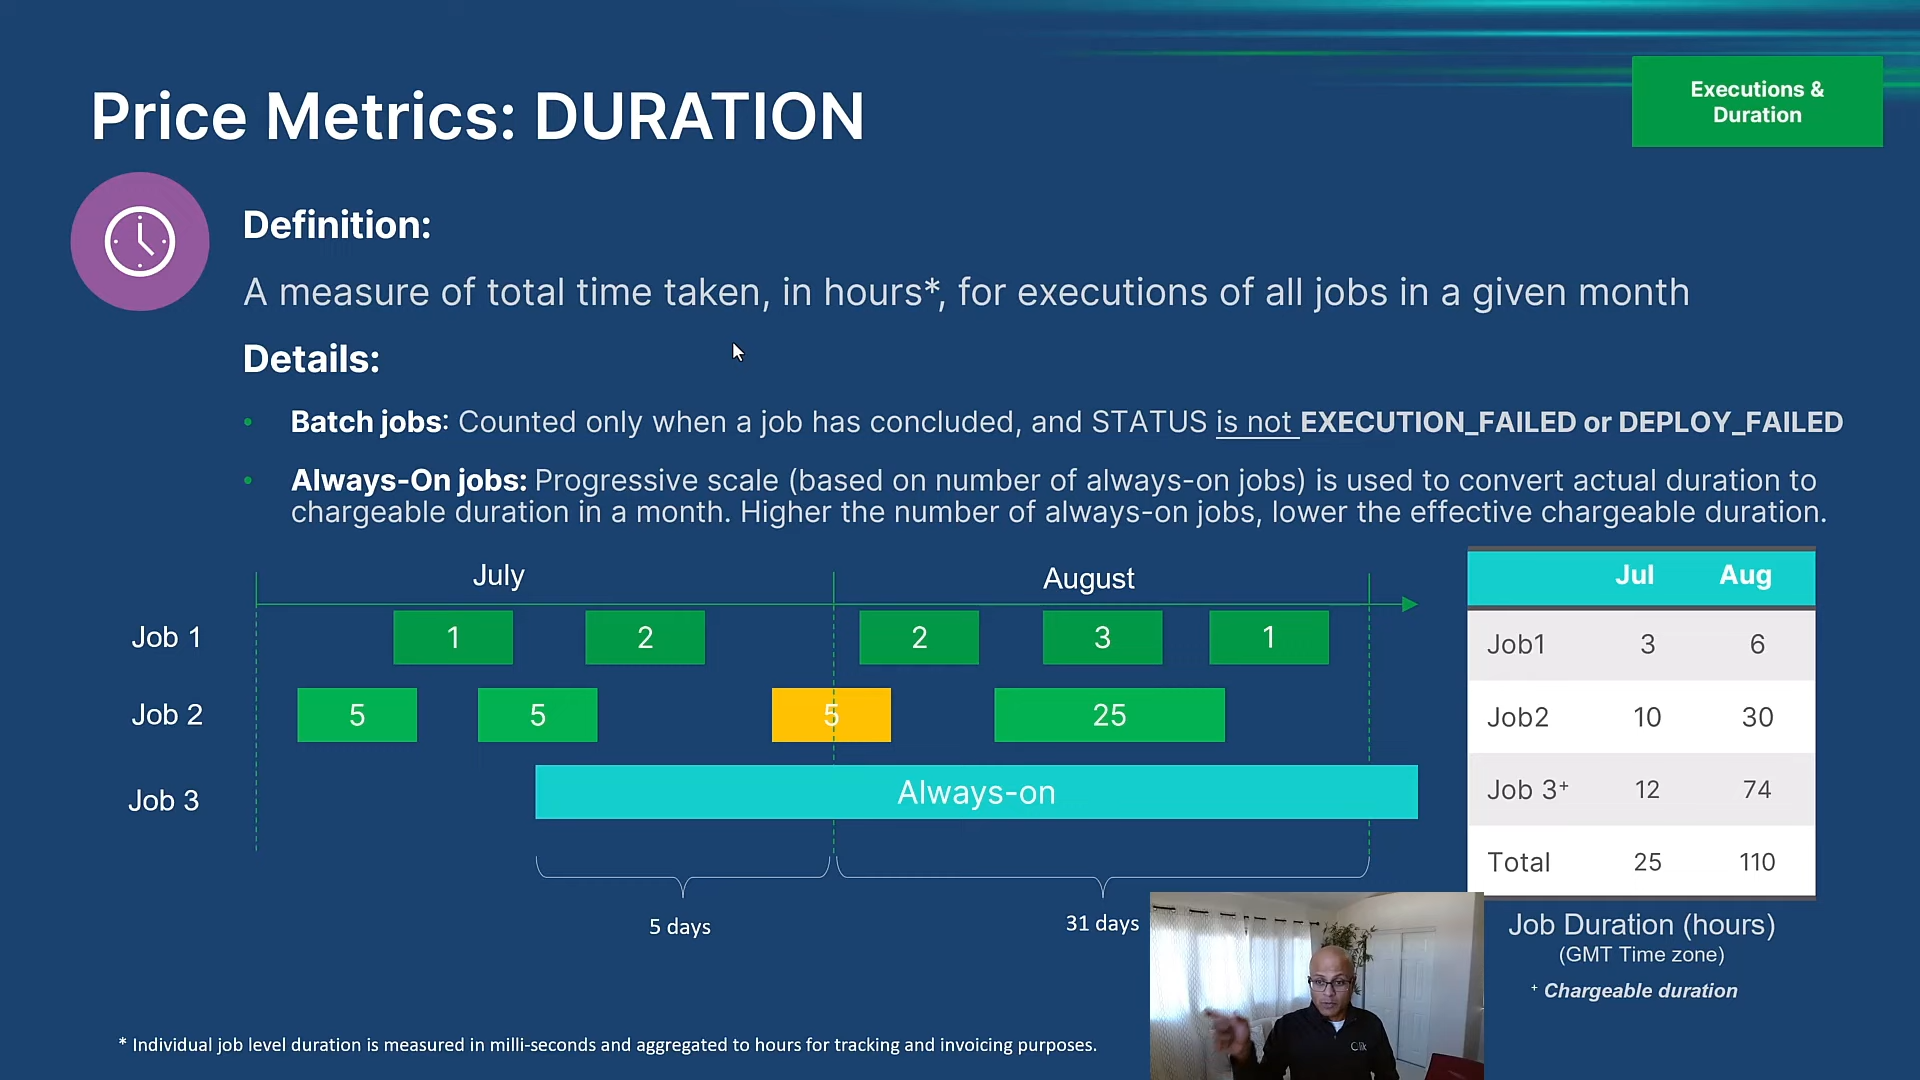 Executions &
Duration
Price Metrics: DURATION
Definition:
A measure of total time taken, in hours*, for executions of all jobs in a given month
Details:
• Batch jobs: Counted only when a job has concluded, and STATUS is not EXECUTION_FAILED or DEPLOY_FAILED
• Always-On jobs: Progressive scale (based on number of always-on jobs) is used to convert actual duration to
chargeable duration in a month. Higher the number of always-on jobs, lower the effective chargeable duration.
July August
Job 1 1 2 2 3 1
Job 2 5 5 5 25
Job 3 Always-on
5 days 31 days
Jul Aug
Job1 3 6
Job2 10 30
Job 3+ 12 74
Total 25 110
Job Duration (hours)
(GMT Time zone)
+ Chargeable duration
* Individual job level duration is measured in milli-seconds and aggregated to hours for tracking and invoicing purposes.